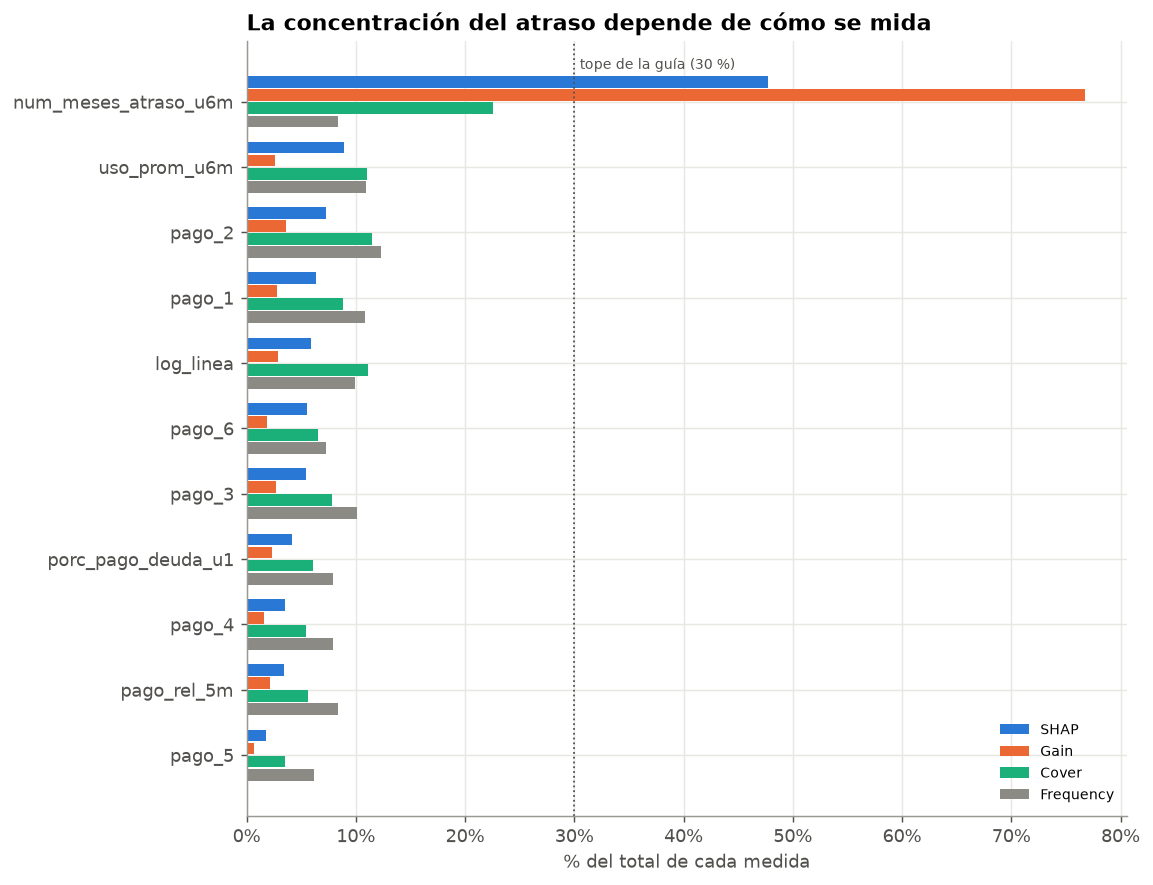 La concentración del atraso depende de cómo se mida
tope de la guía (30 %)
num_meses_atraso_u6m
uso_prom_u6m
pago_2
pago_1
log_linea
pago_6
pago_3
porc_pago_deuda_u1
pago_4
pago_rel_5m
pago_5
SHAP
Gain
Cover
Frequency
0% 10% 20% 30% 40% 50% 60% 70% 80%
% del total de cada medida